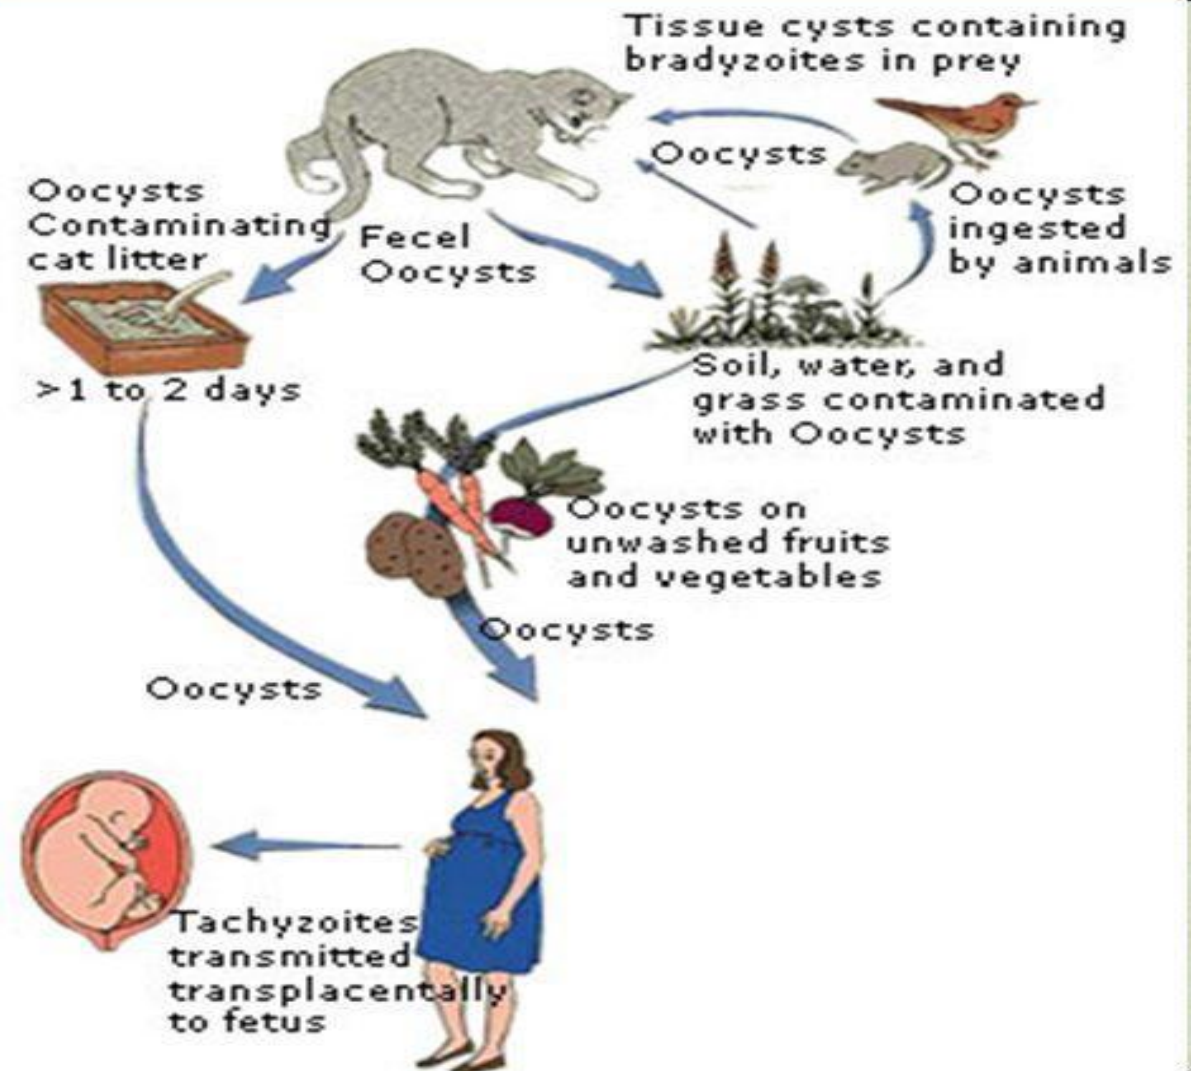 Tissue cysts containing
bradyzoites in prey
Oocysts
Oocysts
ingested
by animals
Oocysts
Contaminating
cat litter
Fecel
Oocysts
>1 to 2 days
Soil, water, and
grass contaminated
with Oocysts
Oocysts on
unwashed fruits
and vegetables
Oocysts
Oocysts
Tachyzoites
transmitted
transplacentally
to fetus